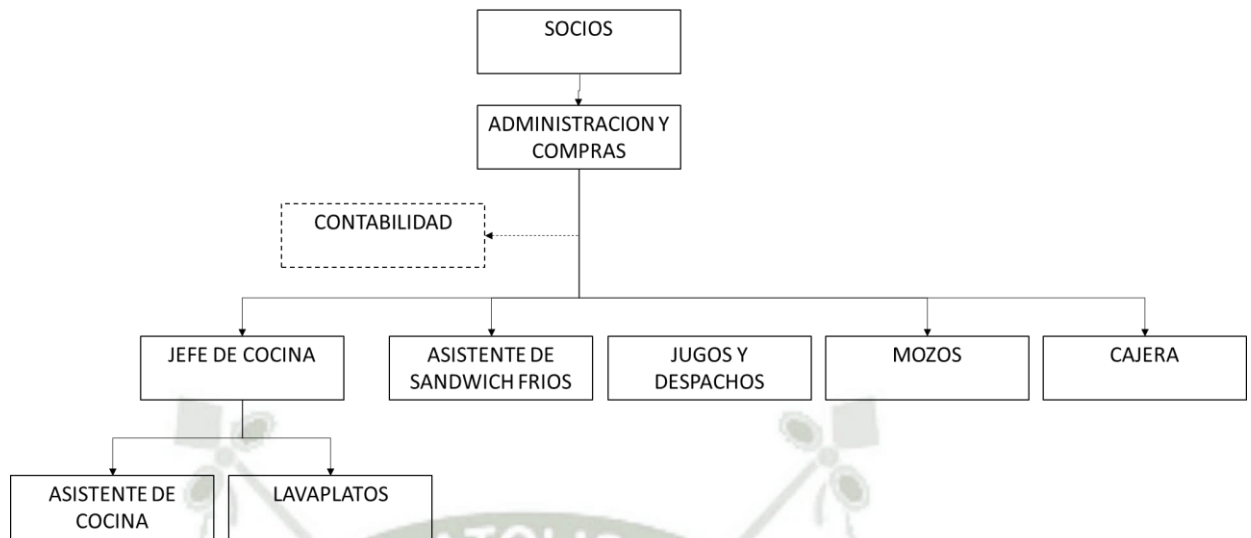 SOCIOS
ADMINISTRACION Y
COMPRAS
CONTABILIDAD
JEFE DE COCINA
ASISTENTE DE
SANDWICH FRIOS
JUGOS Y
DESPACHOS
MOZOS
CAJERA
ASISTENTE DE
COCINA
LAVAPLATOS